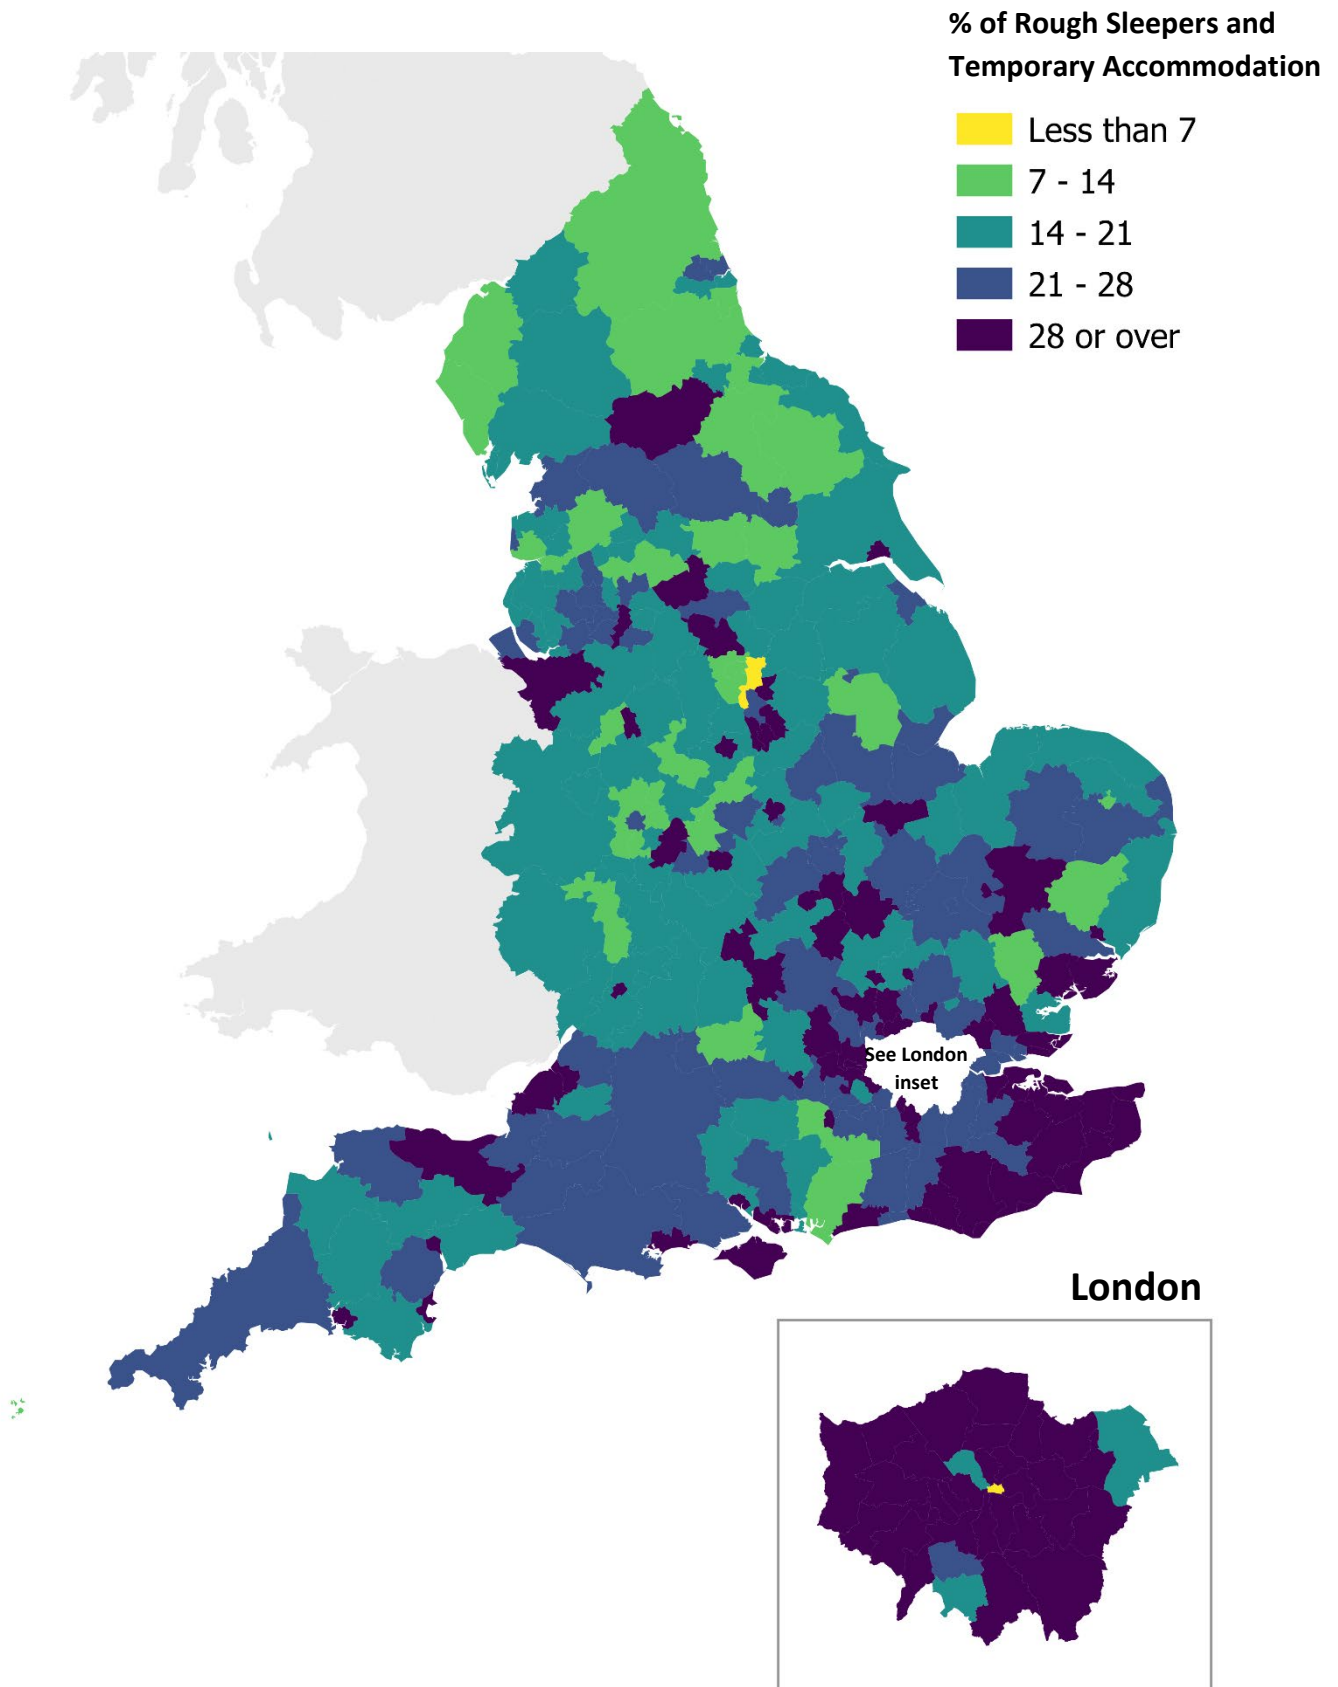 % of Rough Sleepers and
Temporary Accommodation
Less than 7
7 - 14
14 - 21
21 - 28
28 or over
See London
inset
London